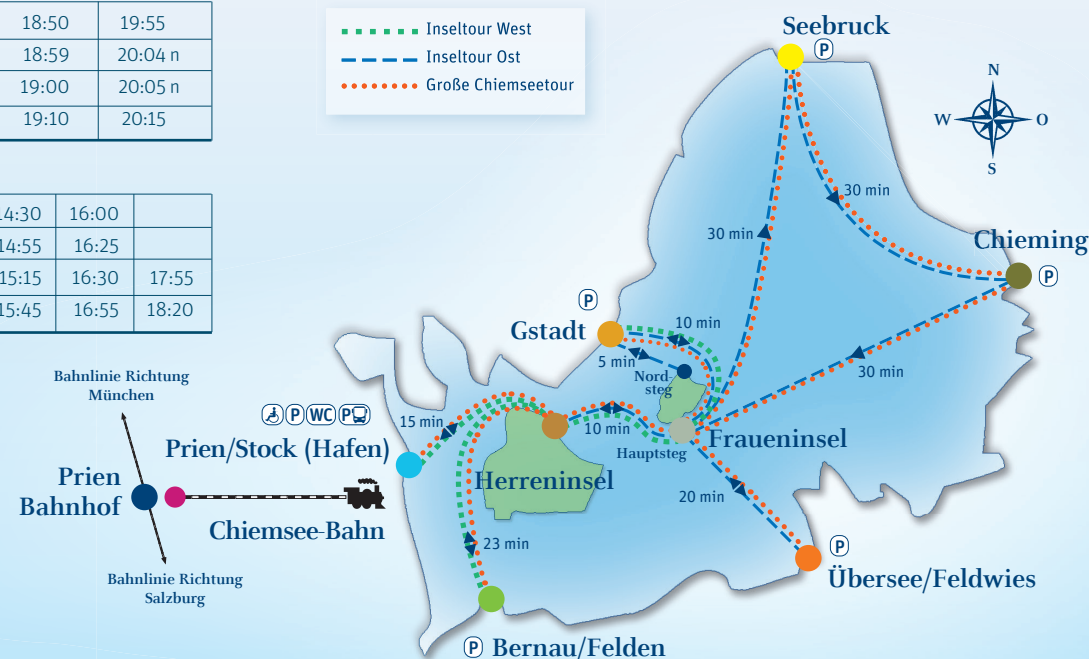 18:50 19:55
18:59 20:04 n
19:00 20:05 n
19:10 20:15
14:30 16:00
14:55 16:25
15:15 16:30 17:55
15:45 16:55 18:20
Inseltour West
Inseltour Ost
Große Chiemseetour
Seebruck
P
N
W O
S
30 min
30 min
Chieming
P
30 min
P
Gstadt
10 min
5 min
Nord-
steg
Bahnlinie Richtung
München
P WC P
Prien/Stock (Hafen)
15 min
10 min
Hauptsteg
Fraueninsel
Herreninsel
Prien
Bahnhof
Chiemsee-Bahn
20 min
23 min
P
Übersee/Feldwies
Bahnlinie Richtung
Salzburg
P Bernau/Felden